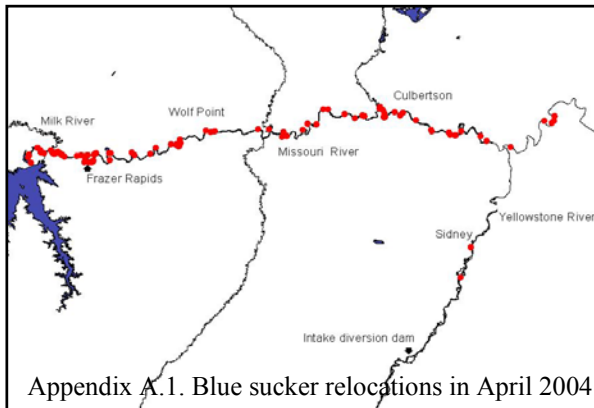 Culbertson
Wolf Point
Milk River
Missouri River
Frazer Rapids
Yellowstone River
Sidney
Intake diversion dam
Appendix A.1. Blue sucker relocations in April 2004